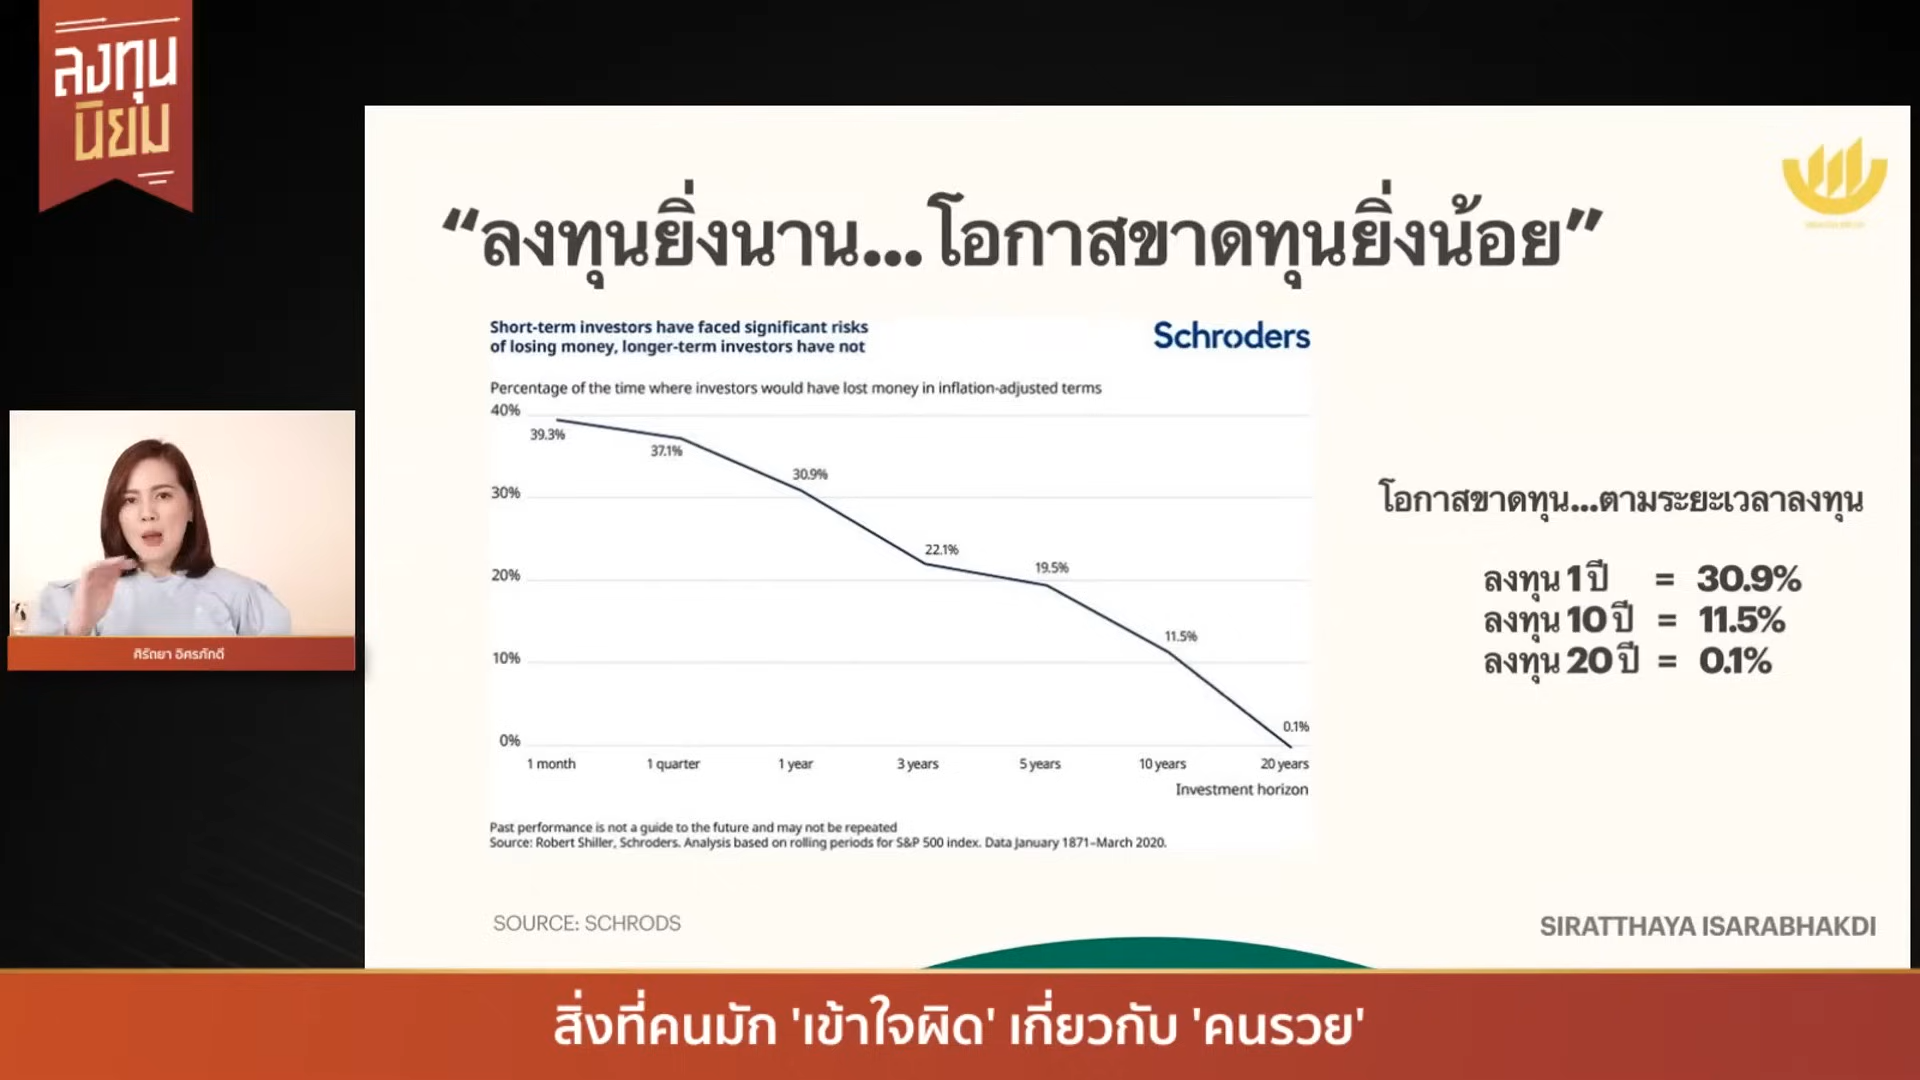 ลงทุน
นิยม
“ลงทุนยิ่งนาน...โอกาสขาดทุนยิ่งน้อย”
Short-term investors have faced significant risks
of losing money, longer-term investors have not
Schroders
Percentage of the time where investors would have lost money in inflation-adjusted terms
40%
30%
20%
10%
0%
39.3%
37.1%
30.9%
22.1%
19.5%
11.5%
0.1%
1 month
1 quarter
1 year
3 years
5 years
10 years
20 years
Investment horizon
Past performance is not a guide to the future and may not be repeated
Source: Robert Shiller, Schroders. Analysis based on rolling periods for S&P 500 index. Data January 1871–March 2020.
โอกาสขาดทุน...ตามระยะเวลาลงทุน
ลงทุน 1 ปี = 30.9%
ลงทุน 10 ปี = 11.5%
ลงทุน 20 ปี = 0.1%
ศิรัถยา อิศรภักดี
SOURCE: SCHRODS
SIRATTHAYA ISARABHAKDI
สิ่งที่คนมัก 'เข้าใจผิด' เกี่ยวกับ 'คนรวย'